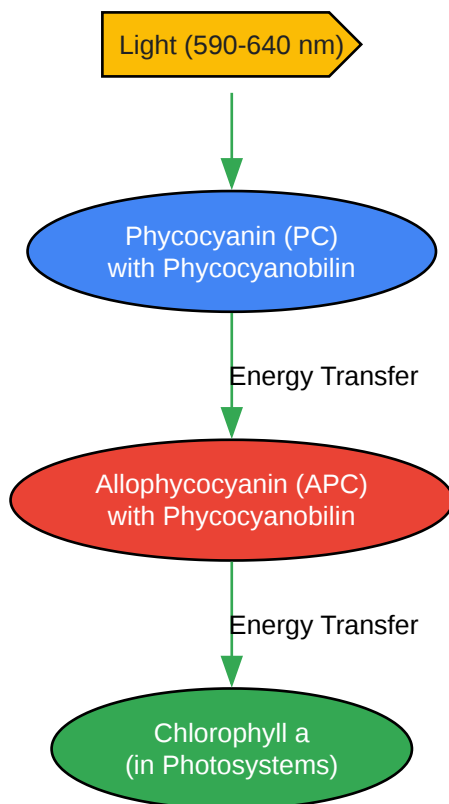 Light (590-640 nm)
Phycocyanin (PC)
with Phycocyanobilin
Energy Transfer
Allophycocyanin (APC)
with Phycocyanobilin
Energy Transfer
Chlorophyll a
(in Photosystems)